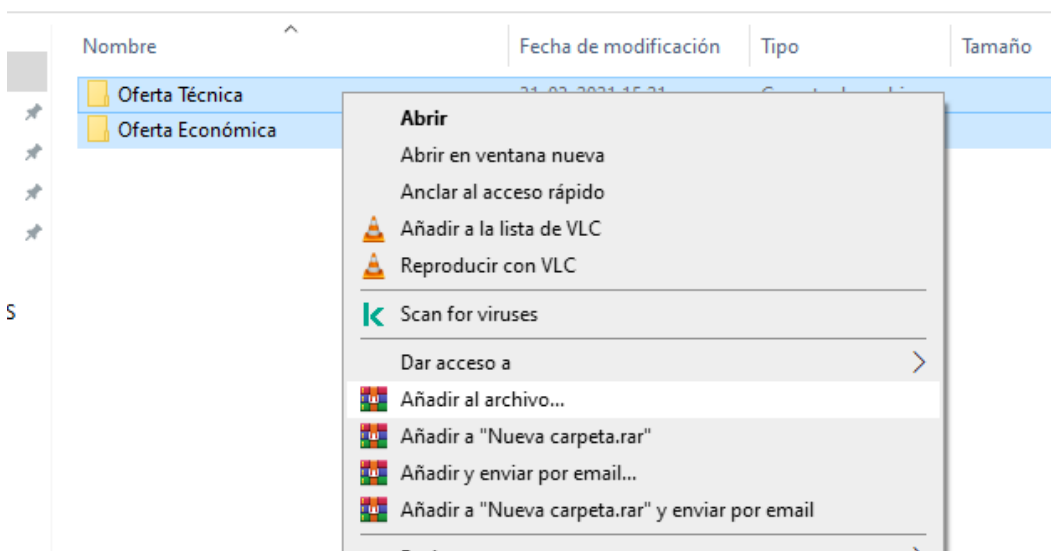 Nombre Fecha de modificación Tipo Tamaño
Oferta Técnica
Oferta Económica
Abrir
Abrir en ventana nueva
Anclar al acceso rápido
Añadir a la lista de VLC
Reproducir con VLC
S
Scan for viruses
Dar acceso a
Añadir al archivo...
Añadir a "Nueva carpeta.rar"
Añadir y enviar por email...
Añadir a "Nueva carpeta.rar" y enviar por email